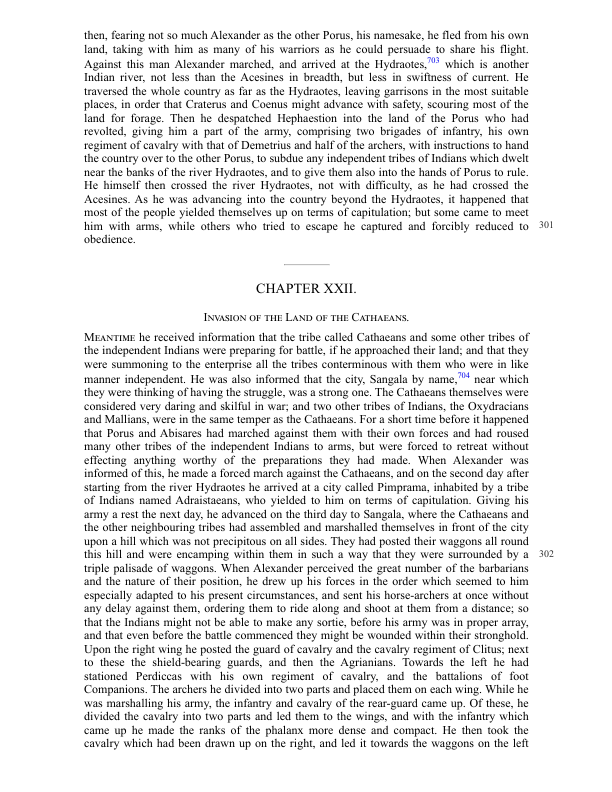 then, fearing not so much Alexander as the other Porus, his namesake, he fled from his own
land, taking with him as many of his warriors as he could persuade to share his flight.
Against this man Alexander marched, and arrived at the Hydraotes,703 which is another
Indian river, not less than the Acesines in breadth, but less in swiftness of current. He
traversed the whole country as far as the Hydraotes, leaving garrisons in the most suitable
places, in order that Craterus and Coenus might advance with safety, scouring most of the
land for forage. Then he despatched Hephaestion into the land of the Porus who had
revolted, giving him a part of the army, comprising two brigades of infantry, his own
regiment of cavalry with that of Demetrius and half of the archers, with instructions to hand
the country over to the other Porus, to subdue any independent tribes of Indians which dwelt
near the banks of the river Hydraotes, and to give them also into the hands of Porus to rule.
He himself then crossed the river Hydraotes, not with difficulty, as he had crossed the
Acesines. As he was advancing into the country beyond the Hydraotes, it happened that
most of the people yielded themselves up on terms of capitulation; but some came to meet
him with arms, while others who tried to escape he captured and forcibly reduced to 301
obedience.
CHAPTER XXII.
Invasion of the Land of the Cathaeans.
Meantime he received information that the tribe called Cathaeans and some other tribes of
the independent Indians were preparing for battle, if he approached their land; and that they
were summoning to the enterprise all the tribes conterminous with them who were in like
manner independent. He was also informed that the city, Sangala by name,704 near which
they were thinking of having the struggle, was a strong one. The Cathaeans themselves were
considered very daring and skilful in war; and two other tribes of Indians, the Oxydracians
and Mallians, were in the same temper as the Cathaeans. For a short time before it happened
that Porus and Abisares had marched against them with their own forces and had roused
many other tribes of the independent Indians to arms, but were forced to retreat without
effecting anything worthy of the preparations they had made. When Alexander was
informed of this, he made a forced march against the Cathaeans, and on the second day after
starting from the river Hydraotes he arrived at a city called Pimprama, inhabited by a tribe
of Indians named Adraistaeans, who yielded to him on terms of capitulation. Giving his
army a rest the next day, he advanced on the third day to Sangala, where the Cathaeans and
the other neighbouring tribes had assembled and marshalled themselves in front of the city
upon a hill which was not precipitous on all sides. They had posted their waggons all round
this hill and were encamping within them in such a way that they were surrounded by a 302
triple palisade of waggons. When Alexander perceived the great number of the barbarians
and the nature of their position, he drew up his forces in the order which seemed to him
especially adapted to his present circumstances, and sent his horse-archers at once without
any delay against them, ordering them to ride along and shoot at them from a distance; so
that the Indians might not be able to make any sortie, before his army was in proper array,
and that even before the battle commenced they might be wounded within their stronghold.
Upon the right wing he posted the guard of cavalry and the cavalry regiment of Clitus; next
to these the shield-bearing guards, and then the Agrianians. Towards the left he had
stationed Perdiccas with his own regiment of cavalry, and the battalions of foot
Companions. The archers he divided into two parts and placed them on each wing. While he
was marshalling his army, the infantry and cavalry of the rear-guard came up. Of these, he
divided the cavalry into two parts and led them to the wings, and with the infantry which
came up he made the ranks of the phalanx more dense and compact. He then took the
cavalry which had been drawn up on the right, and led it towards the waggons on the left